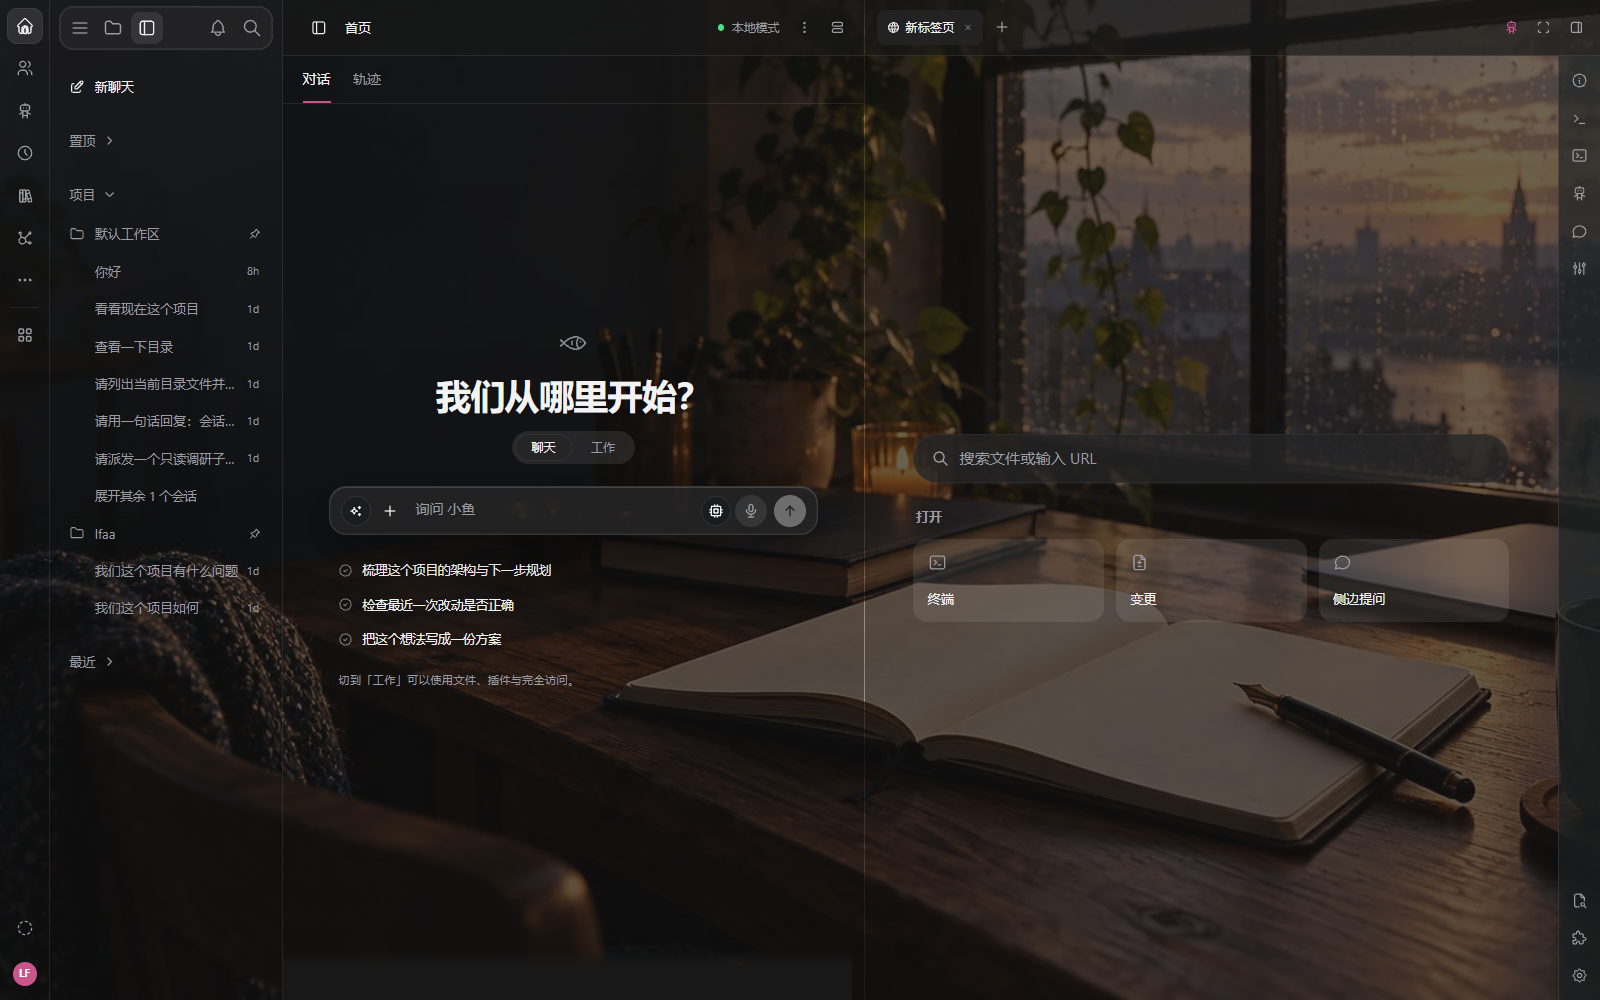 首页
本地模式
新标签页
新聊天
对话
轨迹
置顶
项目
默认工作区
你好 8h
看看现在这个项目 1d
查看一下目录 1d
请列出当前目录文件并... 1d
请用一句话回复：会话... 1d
请派发一个只读调研子... 1d
展开其余 1 个会话
lfaa
我们这个项目有什么问题 1d
我们这个项目如何 1d
最近
LF
我们从哪里开始？
聊天 工作
询问 小鱼
梳理这个项目的架构与下一步规划
检查最近一次改动是否正确
把这个想法写成一份方案
切到「工作」可以使用文件、插件与完全访问。
搜索文件或输入 URL
打开
终端
变更
侧边提问